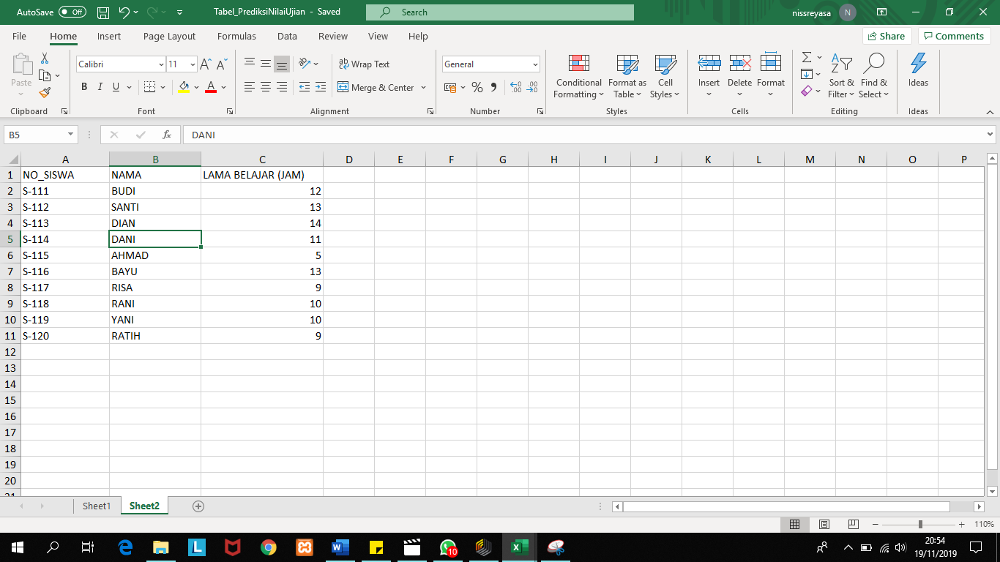 AutoSave Off Tabel_PrediksiNilaiUjian - Saved Search nissreyasa N
File Home Insert Page Layout Formulas Data Review View Help Share Comments
Paste
Calibri 11
B I U
ab Wrap Text
Merge & Center
General
% 
Conditional Formatting
Format as Table
Cell Styles
Insert Delete Format
Sort & Filter
Find & Select
Ideas
Clipboard Font Alignment Number Styles Cells Editing Ideas
B5 fx DANI
A B C D E F G H I J K L M N O P
1 NO_SISWA NAMA LAMA BELAJAR (JAM)
2 S-111 BUDI 12
3 S-112 SANTI 13
4 S-113 DIAN 14
5 S-114 DANI 11
6 S-115 AHMAD 5
7 S-116 BAYU 13
8 S-117 RISA 9
9 S-118 RANI 10
10 S-119 YANI 10
11 S-120 RATIH 9
12
13
14
15
16
17
18
19
20
21
Sheet1 Sheet2
110%
10
20:54
19/11/2019